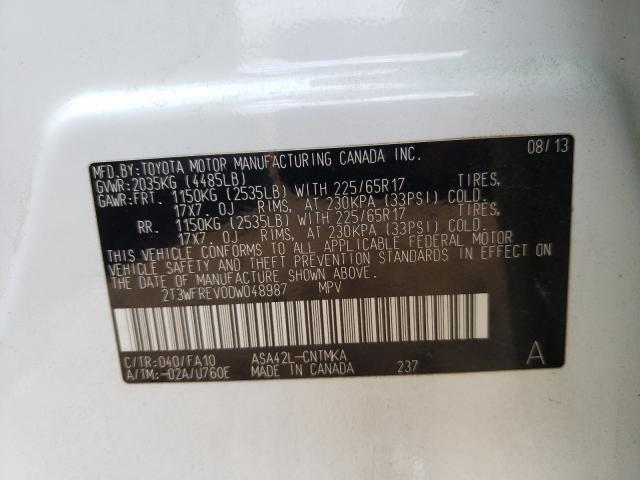 MFD.BY:TOYOTA MOTOR MANUFACTURING CANADA INC. 08/13
GVWR:2035KG (4485LB)
GAWR:FRT. 1150KG (2535LB) WITH 225/65R17 TIRES,
17X7. 0J RIMS, AT 230KPA (33PSI) COLD.
RR. 1150KG (2535LB) WITH 225/65R17 TIRES,
17X7. 0J RIMS, AT 230KPA (33PSI) COLD.
THIS VEHICLE CONFORMS TO ALL APPLICABLE FEDERAL MOTOR
VEHICLE SAFETY AND THEFT PREVENTION STANDARDS IN EFFECT ON
THE DATE OF MANUFACTURE SHOWN ABOVE.
2T3WFREV0DW048987 MPV
C/TR:040/FA10 ASA42L-CNTMKA A
A/TM:-02A/U760E MADE IN CANADA 237